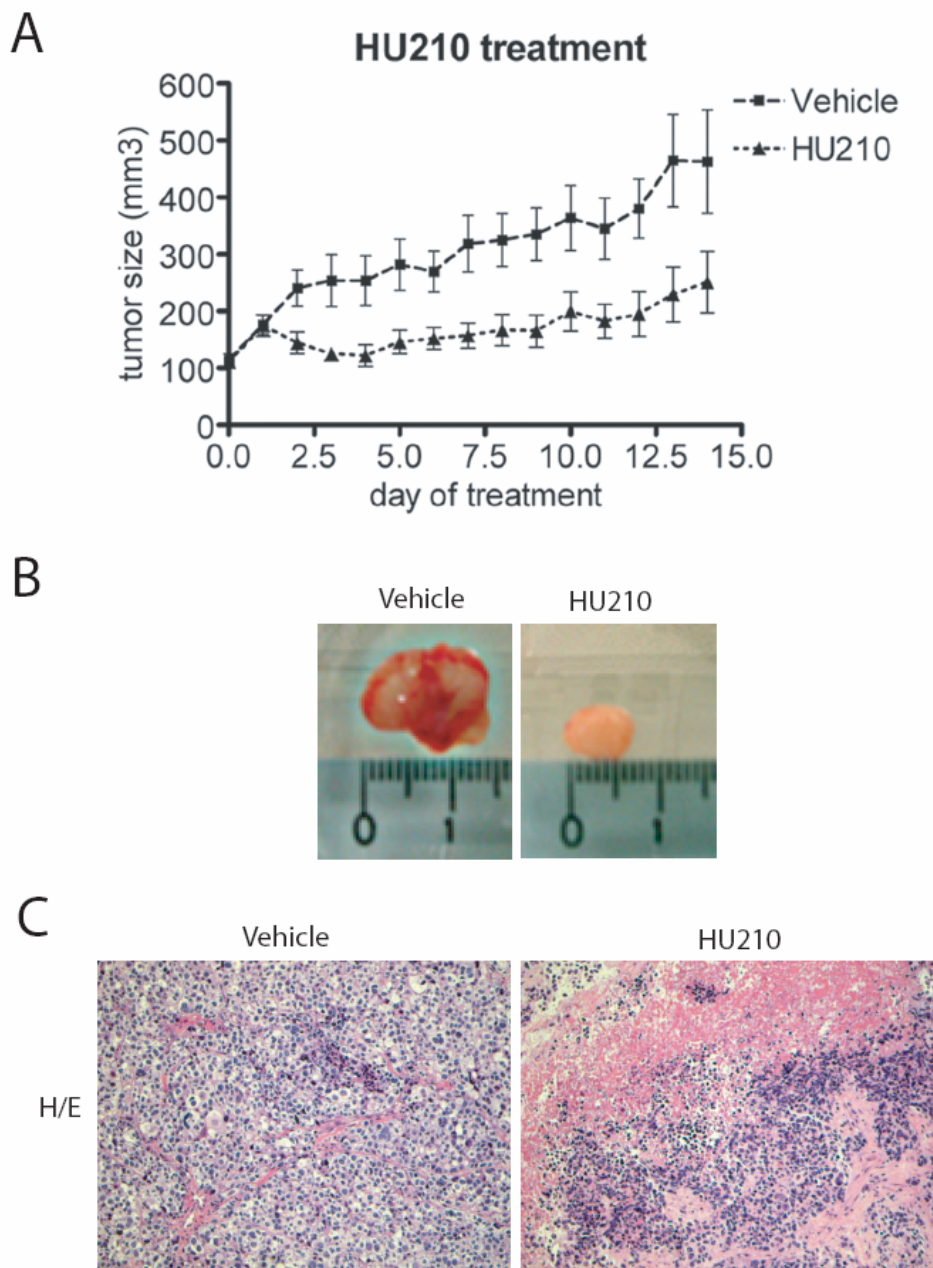 A
HU210 treatment
600
500
400
300
200
100
0
tumor size (mm3)
0.0 2.5 5.0 7.5 10.0 12.5 15.0
day of treatment
Vehicle
HU210
B
Vehicle HU210
0 1
0 1
C
Vehicle HU210
H/E